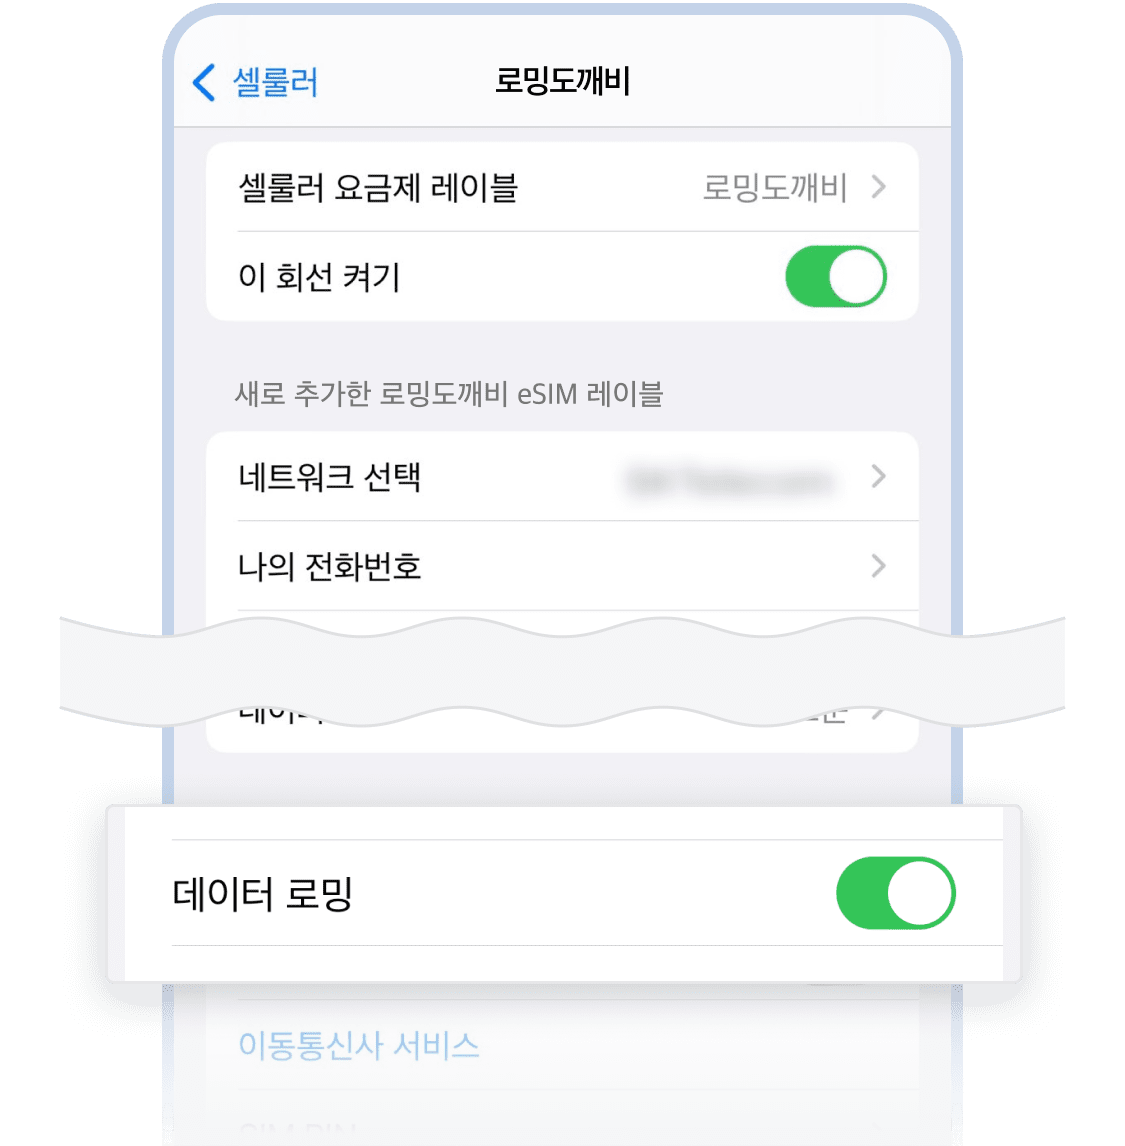 셀룰러 로밍도깨비
셀룰러 요금제 레이블 로밍도깨비
이 회선 켜기
새로 추가한 로밍도깨비 eSIM 레이블
네트워크 선택
나의 전화번호
데이터 로밍
이동통신사 서비스